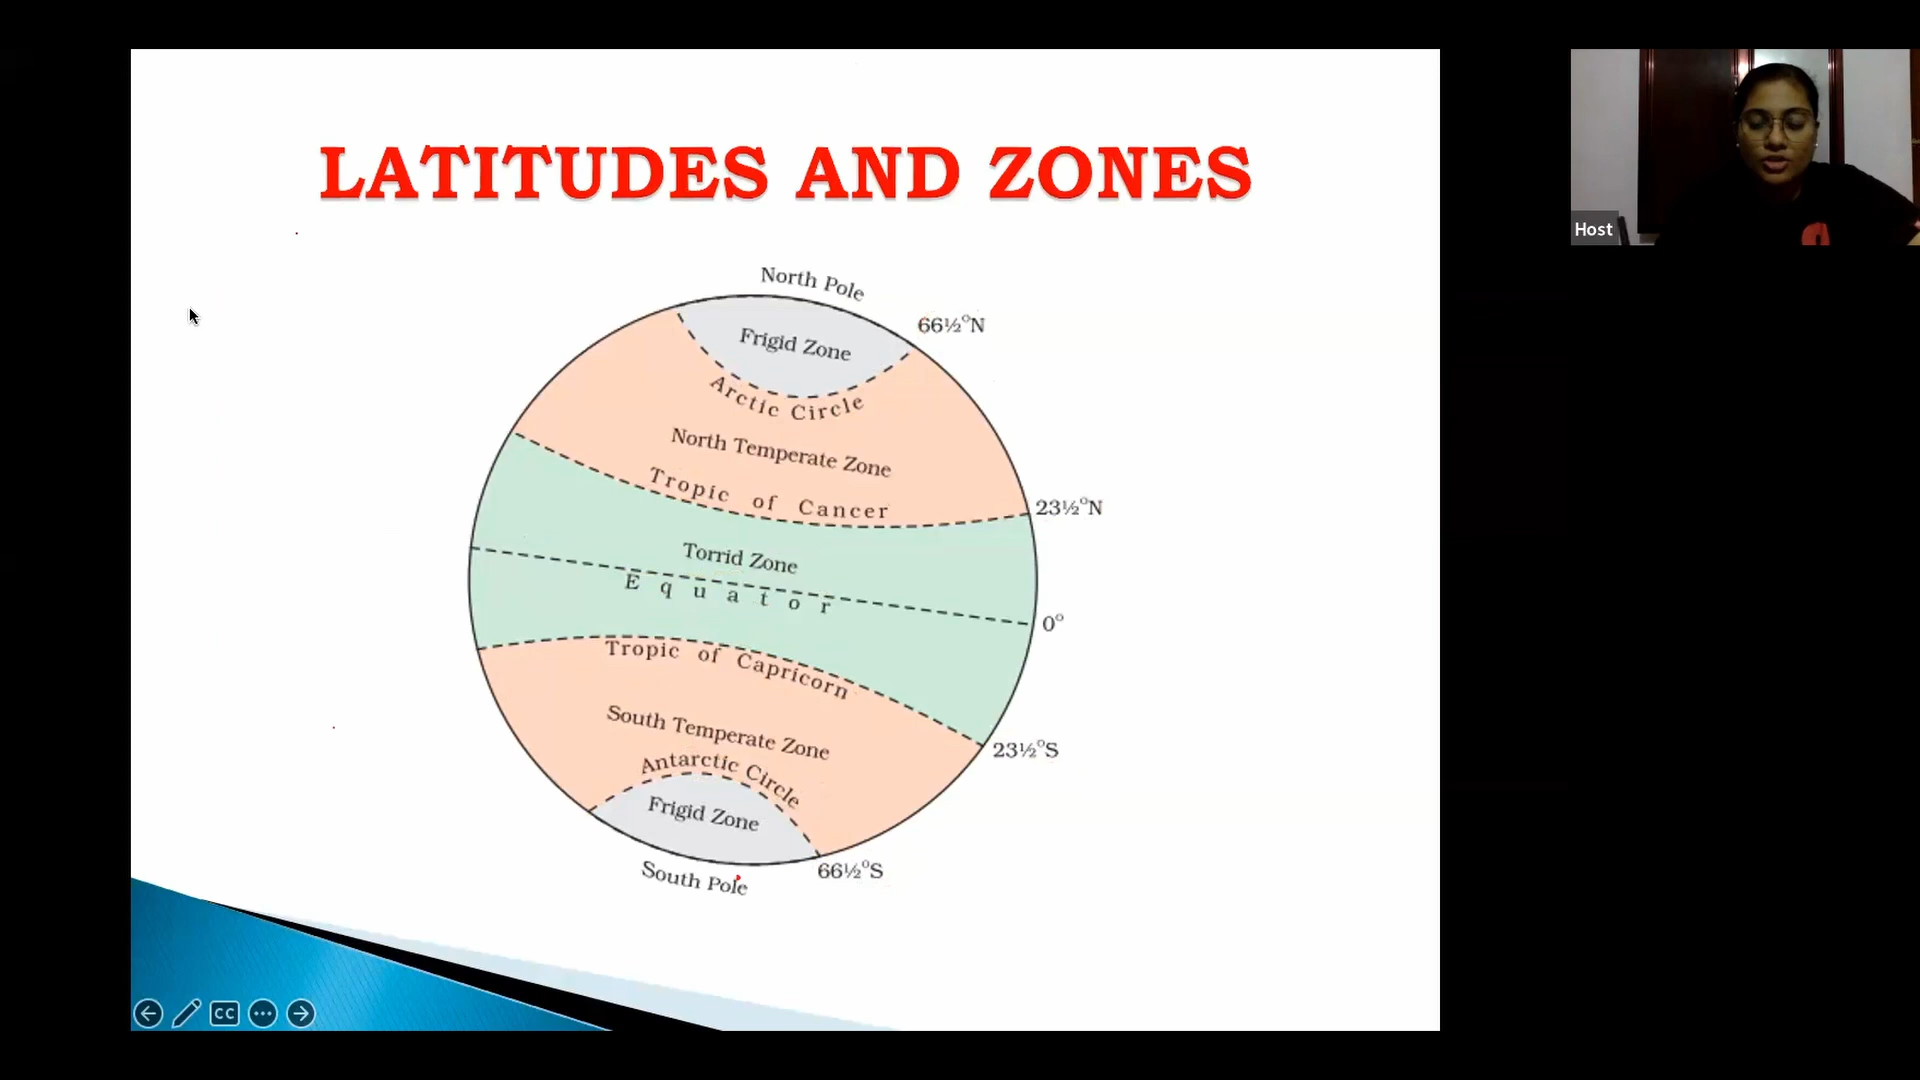 LATITUDES AND ZONES
North Pole
66½°N
Frigid Zone
Arctic Circle
North Temperate Zone
Tropic of Cancer
23½°N
Torrid Zone
Equator
0°
Tropic of Capricorn
South Temperate Zone
23½°S
Antarctic Circle
Frigid Zone
South Pole
66½°S
CC
Host